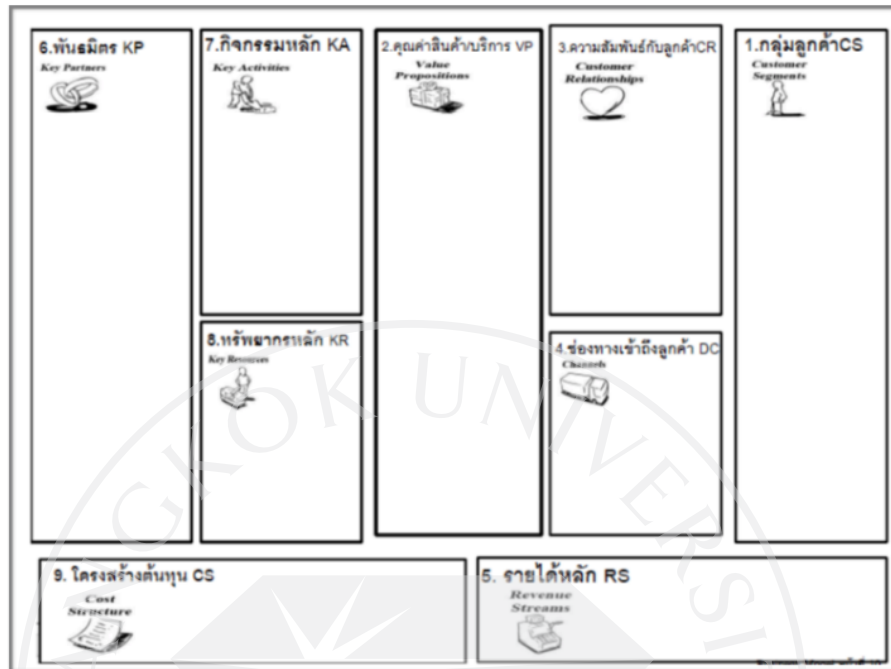 6.พันธมิตร KP
Key Partners
7.กิจกรรมหลัก KA
Key Activities
2.คุณค่าสินค้า/บริการ VP
Value
Propositions
3.ความสัมพันธ์กับลูกค้าCR
Customer
Relationships
1.กลุ่มลูกค้าCS
Customer
Segments
8.ทรัพยากรหลัก KR
Key Resources
4.ช่องทางเข้าถึงลูกค้า DC
Channels
9. โครงสร้างต้นทุน CS
Cost
Structure
5. รายได้หลัก RS
Revenue
Streams
NGKOK UNIVERSI